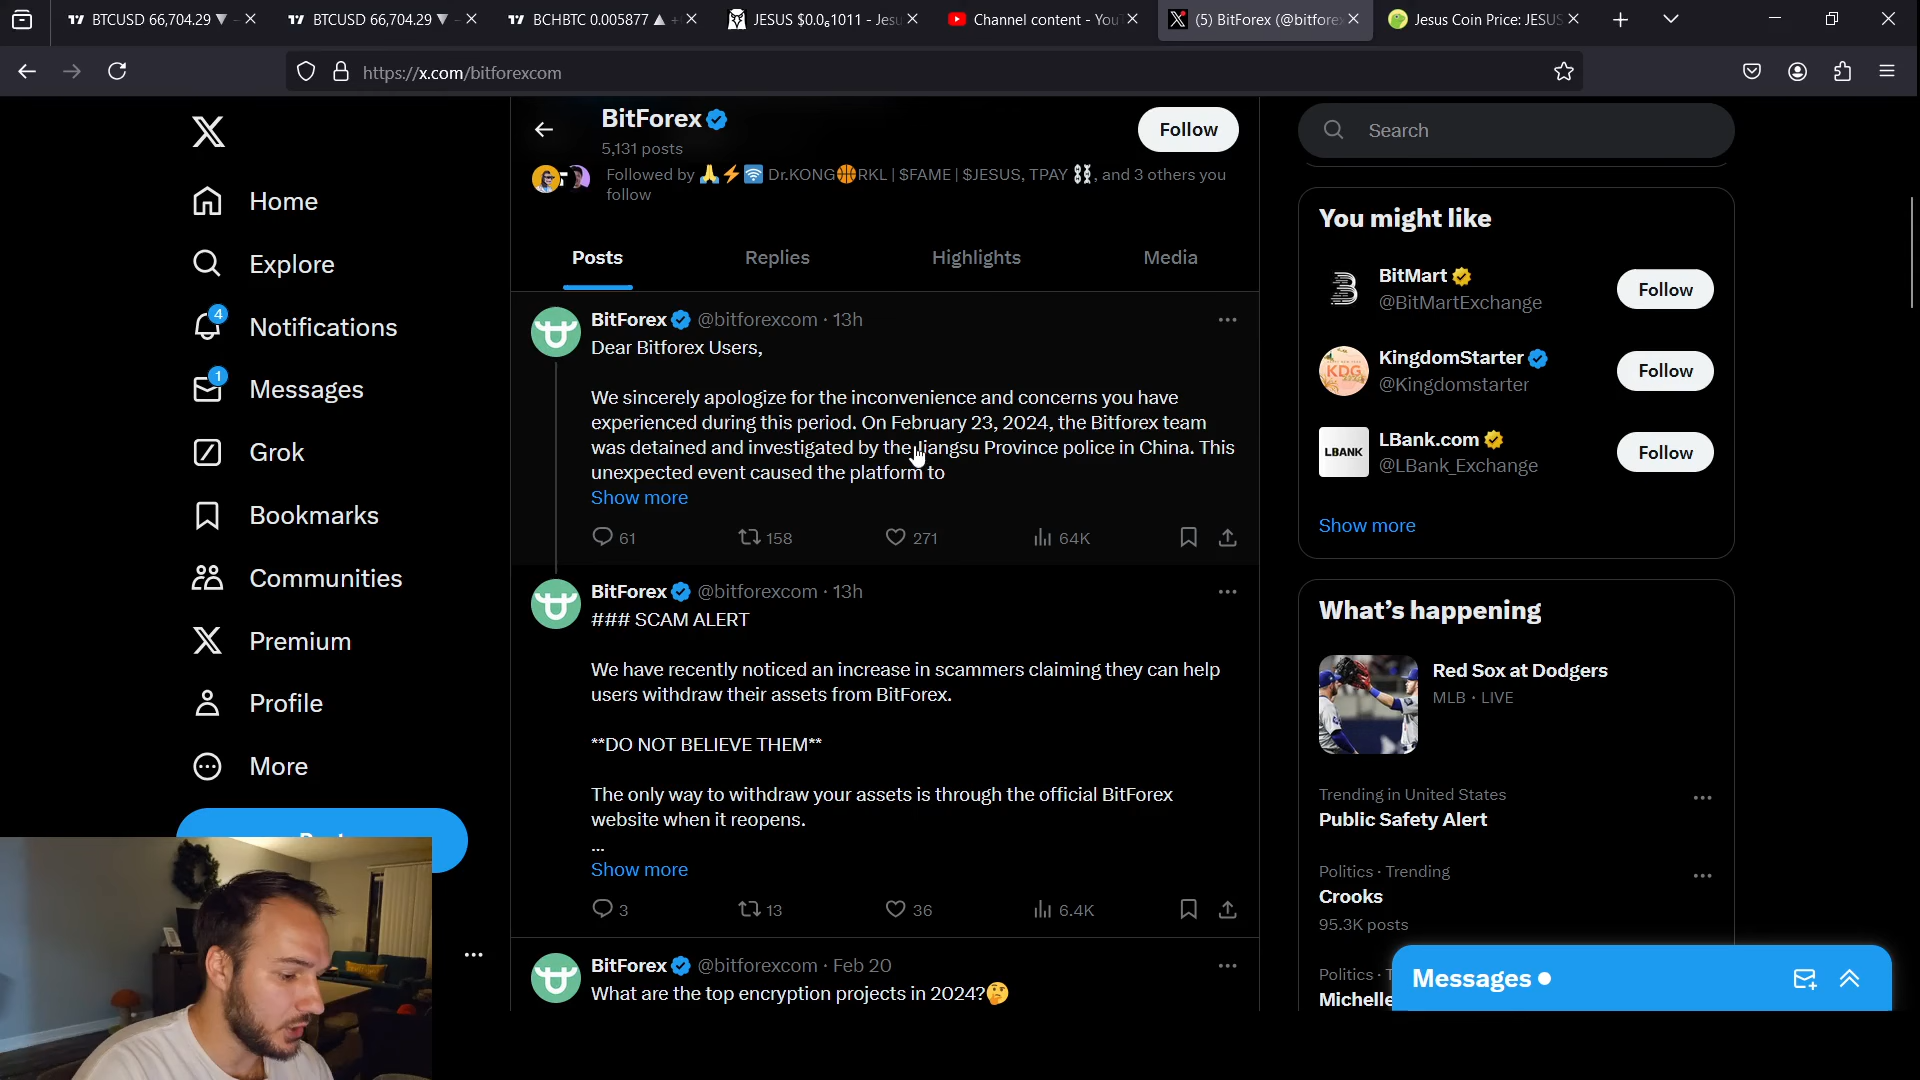 BTCUSD 66,704.29 ▼ −
BTCUSD 66,704.29 ▼ −
BCHBTC 0.005877 ▲ +
JESUS $0.0₆1011 - Jesu
Channel content - You
(5) BitForex (@bitforex
Jesus Coin Price: JESUS
https://x.com/bitforexcom
Home
Explore
4
Notifications
1
Messages
Grok
Bookmarks
Communities
Premium
Profile
More
BitForex
5,131 posts
Follow
Followed by 🙏⚡🛜 Dr.KONG🏀RKL | $FAME | $JESUS, TPAY ⛓, and 3 others you
follow
Posts
Replies
Highlights
Media
BitForex @bitforexcom · 13h
Dear Bitforex Users,
We sincerely apologize for the inconvenience and concerns you have
experienced during this period. On February 23, 2024, the Bitforex team
was detained and investigated by the Jiangsu Province police in China. This
unexpected event caused the platform to
Show more
61
158
271
64K
BitForex @bitforexcom · 13h
### SCAM ALERT
We have recently noticed an increase in scammers claiming they can help
users withdraw their assets from BitForex.
**DO NOT BELIEVE THEM**
The only way to withdraw your assets is through the official BitForex
website when it reopens.
...
Show more
3
13
36
6.4K
BitForex @bitforexcom · Feb 20
What are the top encryption projects in 2024?🤔
Search
You might like
BitMart
@BitMartExchange
Follow
KDG
KingdomStarter
@Kingdomstarter
Follow
LBANK
LBank.com
@LBank_Exchange
Follow
Show more
What's happening
Red Sox at Dodgers
MLB · LIVE
Trending in United States
Public Safety Alert
Politics · Trending
Crooks
95.3K posts
Politics · T
Michelle
Messages